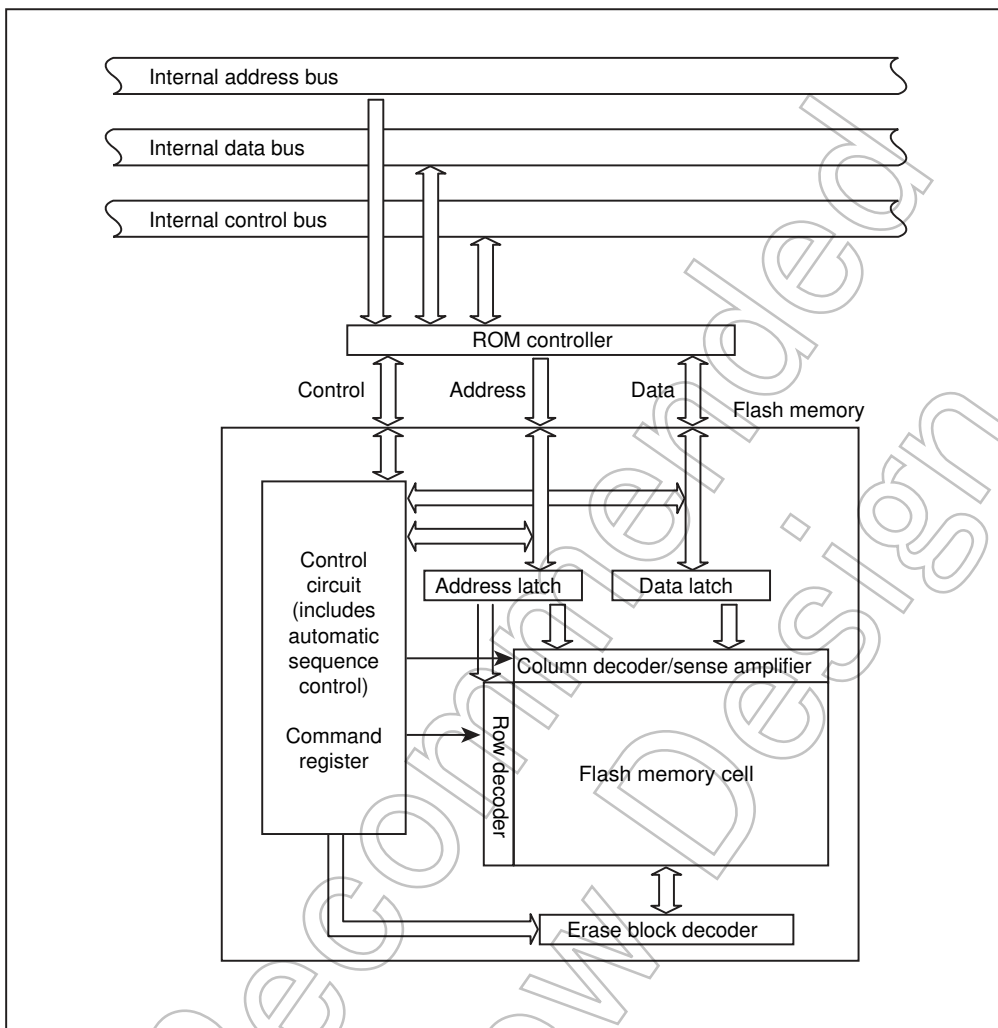 Internal address bus
Internal data bus
Internal control bus
ROM controller
Control
Address
Data
Flash memory
Control
circuit
(includes
automatic
sequence
control)
Command
register
Address latch
Data latch
Column decoder/sense amplifier
Row decoder
Flash memory cell
Erase block decoder
Recommended
Design